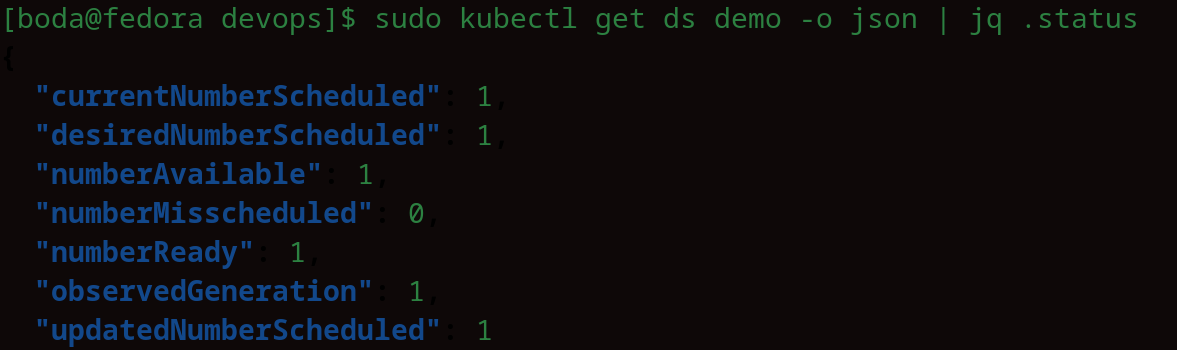 [boda@fedora devops]$ sudo kubectl get ds demo -o json | jq .status
{
  "currentNumberScheduled": 1,
  "desiredNumberScheduled": 1,
  "numberAvailable": 1,
  "numberMisscheduled": 0,
  "numberReady": 1,
  "observedGeneration": 1,
  "updatedNumberScheduled": 1